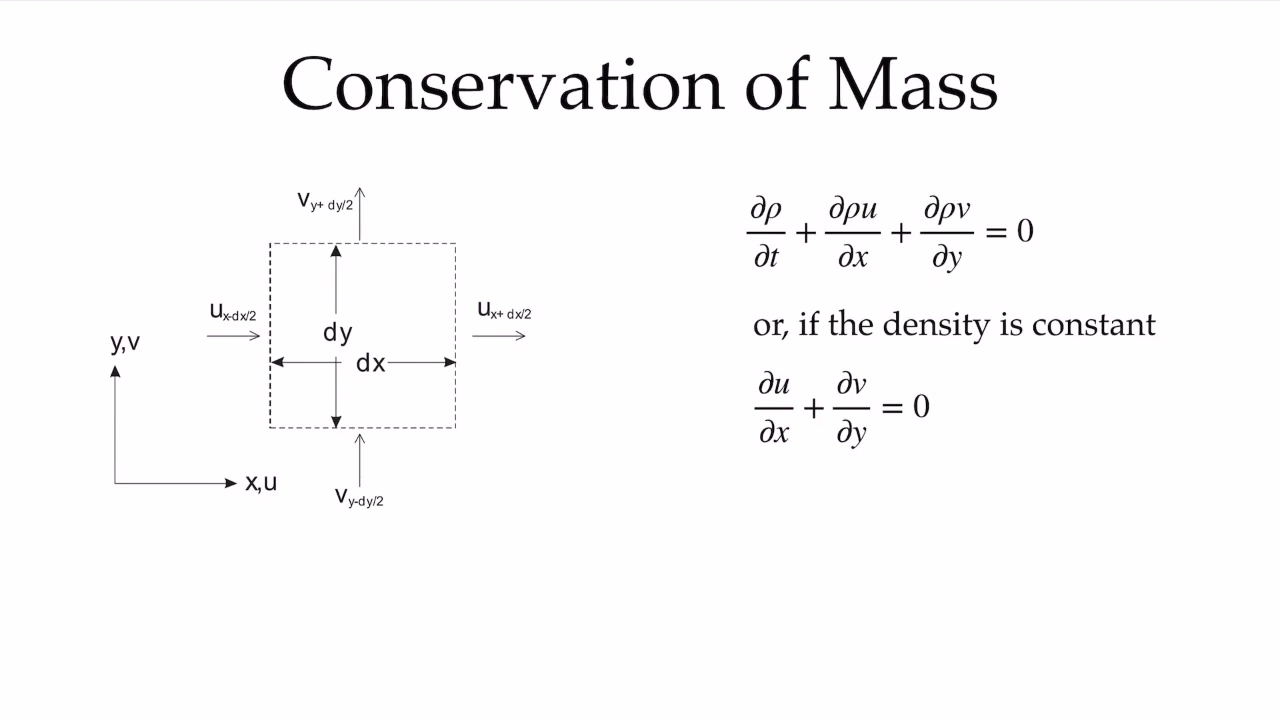 Conservation of Mass
v_{y+ dy/2}
u_{x-dx/2}
u_{x+ dx/2}
dy
dx
y,v
x,u
v_{y-dy/2}
∂ρ/∂t + ∂ρu/∂x + ∂ρv/∂y = 0
or, if the density is constant
∂u/∂x + ∂v/∂y = 0